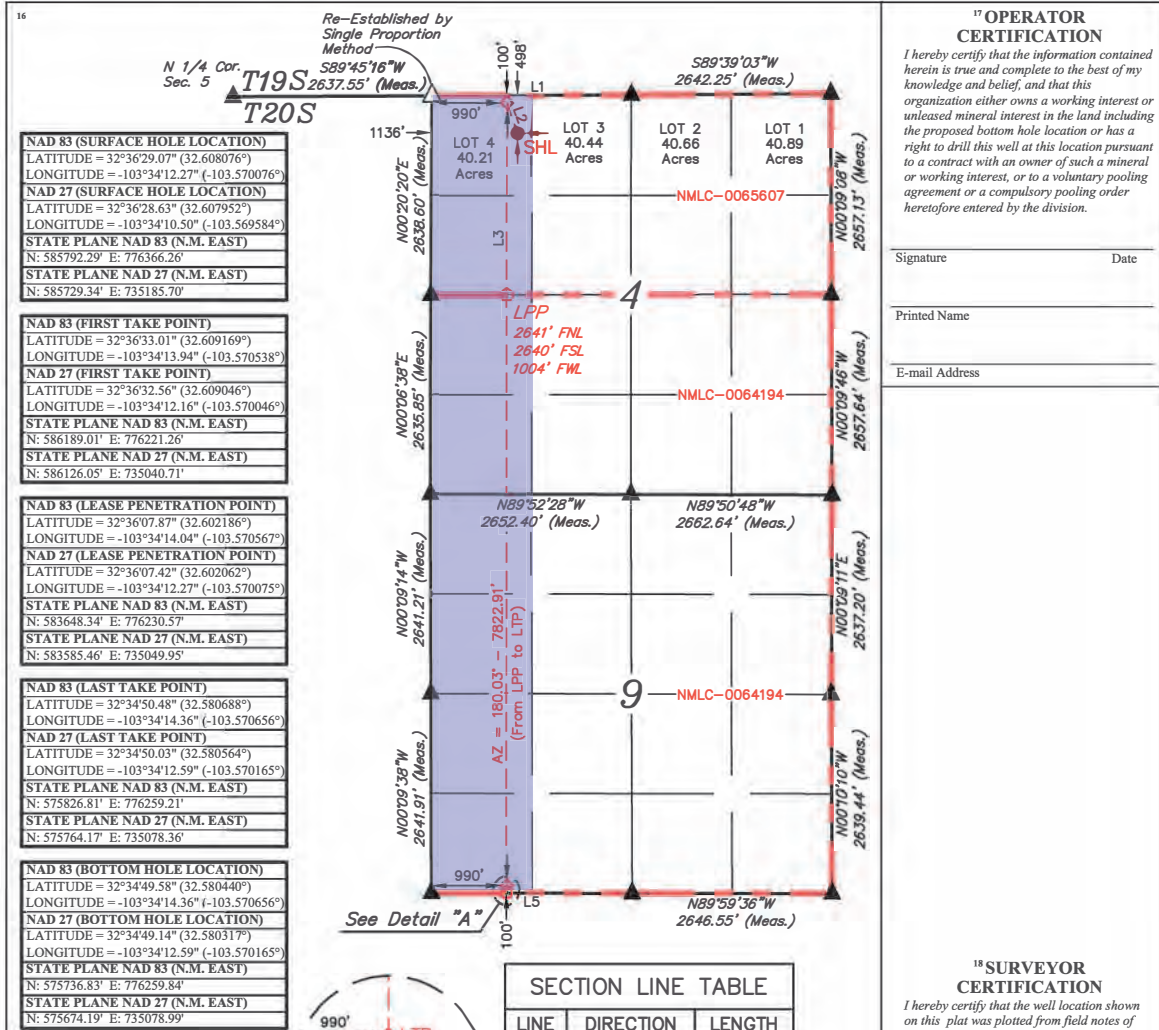 16
Re-Established by
Single Proportion
Method
N 1/4 Cor.
Sec. 5
T19S
T20S
S89°45'16"W
2637.55' (Meas.)
100'
498'
L1
S89°39'03"W
2642.25' (Meas.)
990'
L2
1136'
SHL
LOT 4
40.21
Acres
LOT 3
40.44
Acres
LOT 2
40.66
Acres
LOT 1
40.89
Acres
N00°20'20"E
2638.60' (Meas.)
L3
NMLC-0065607
N00°09'08"W
2657.13' (Meas.)
4
LPP
2641' FNL
2640' FSL
1004' FWL
N00°06'38"E
2635.85' (Meas.)
NMLC-0064194
N00°09'46"W
2657.64' (Meas.)
N89°52'28"W
2652.40' (Meas.)
N89°50'48"W
2662.64' (Meas.)
N00°09'14"W
2641.21' (Meas.)
AZ = 180.03° - 7822.91'
(From LPP to LTP)
N00°09'11"E
2637.20' (Meas.)
9
NMLC-0064194
N00°09'38"W
2641.91' (Meas.)
N00°10'10"W
2639.44' (Meas.)
990'
L5
See Detail "A"
100'
N89°59'36"W
2646.55' (Meas.)
NAD 83 (SURFACE HOLE LOCATION)
LATITUDE = 32°36'29.07" (32.608076°)
LONGITUDE = -103°34'12.27" (-103.570076°)
NAD 27 (SURFACE HOLE LOCATION)
LATITUDE = 32°36'28.63" (32.607952°)
LONGITUDE = -103°34'10.50" (-103.569584°)
STATE PLANE NAD 83 (N.M. EAST)
N: 585792.29' E: 776366.26'
STATE PLANE NAD 27 (N.M. EAST)
N: 585729.34' E: 735185.70'
NAD 83 (FIRST TAKE POINT)
LATITUDE = 32°36'33.01" (32.609169°)
LONGITUDE = -103°34'13.94" (-103.570538°)
NAD 27 (FIRST TAKE POINT)
LATITUDE = 32°36'32.56" (32.609046°)
LONGITUDE = -103°34'12.16" (-103.570046°)
STATE PLANE NAD 83 (N.M. EAST)
N: 586189.01' E: 776221.26'
STATE PLANE NAD 27 (N.M. EAST)
N: 586126.05' E: 735040.71'
NAD 83 (LEASE PENETRATION POINT)
LATITUDE = 32°36'07.87" (32.602186°)
LONGITUDE = -103°34'14.04" (-103.570567°)
NAD 27 (LEASE PENETRATION POINT)
LATITUDE = 32°36'07.42" (32.602062°)
LONGITUDE = -103°34'12.27" (-103.570075°)
STATE PLANE NAD 83 (N.M. EAST)
N: 583648.34' E: 776230.57'
STATE PLANE NAD 27 (N.M. EAST)
N: 583585.46' E: 735049.95'
NAD 83 (LAST TAKE POINT)
LATITUDE = 32°34'50.48" (32.580688°)
LONGITUDE = -103°34'14.36" (-103.570656°)
NAD 27 (LAST TAKE POINT)
LATITUDE = 32°34'50.03" (32.580564°)
LONGITUDE = -103°34'12.59" (-103.570165°)
STATE PLANE NAD 83 (N.M. EAST)
N: 575826.81' E: 776259.21'
STATE PLANE NAD 27 (N.M. EAST)
N: 575764.17' E: 735078.36'
NAD 83 (BOTTOM HOLE LOCATION)
LATITUDE = 32°34'49.58" (32.580440°)
LONGITUDE = -103°34'14.36" (-103.570656°)
NAD 27 (BOTTOM HOLE LOCATION)
LATITUDE = 32°34'49.14" (32.580317°)
LONGITUDE = -103°34'12.59" (-103.570165°)
STATE PLANE NAD 83 (N.M. EAST)
N: 575736.83' E: 776259.84'
STATE PLANE NAD 27 (N.M. EAST)
N: 575674.19' E: 735078.99'
990'
SECTION LINE TABLE
LINE DIRECTION LENGTH
17 OPERATOR
CERTIFICATION
I hereby certify that the information contained
herein is true and complete to the best of my
knowledge and belief, and that this
organization either owns a working interest or
unleased mineral interest in the land including
the proposed bottom hole location or has a
right to drill this well at this location pursuant
to a contract with an owner of such a mineral
or working interest, or to a voluntary pooling
agreement or a compulsory pooling order
heretofore entered by the division.
Signature Date
Printed Name
E-mail Address
18 SURVEYOR
CERTIFICATION
I hereby certify that the well location shown
on this plat was plotted from field notes of